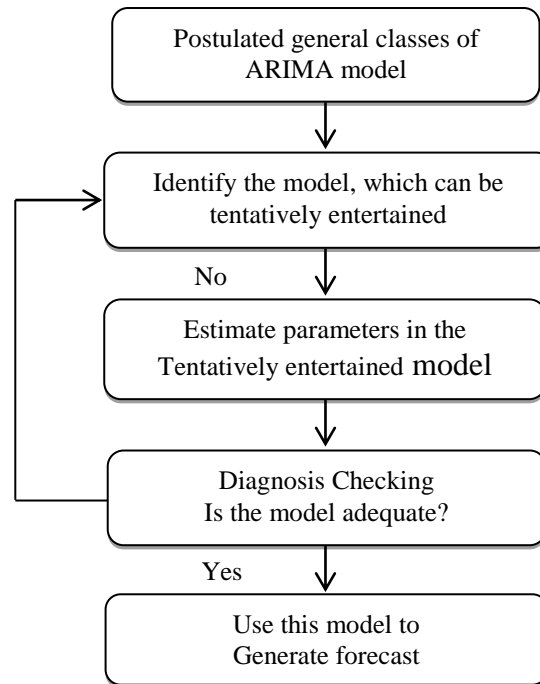 Postulated general classes of
ARIMA model
Identify the model, which can be
tentatively entertained
No
Estimate parameters in the
Tentatively entertained model
Diagnosis Checking
Is the model adequate?
Yes
Use this model to
Generate forecast